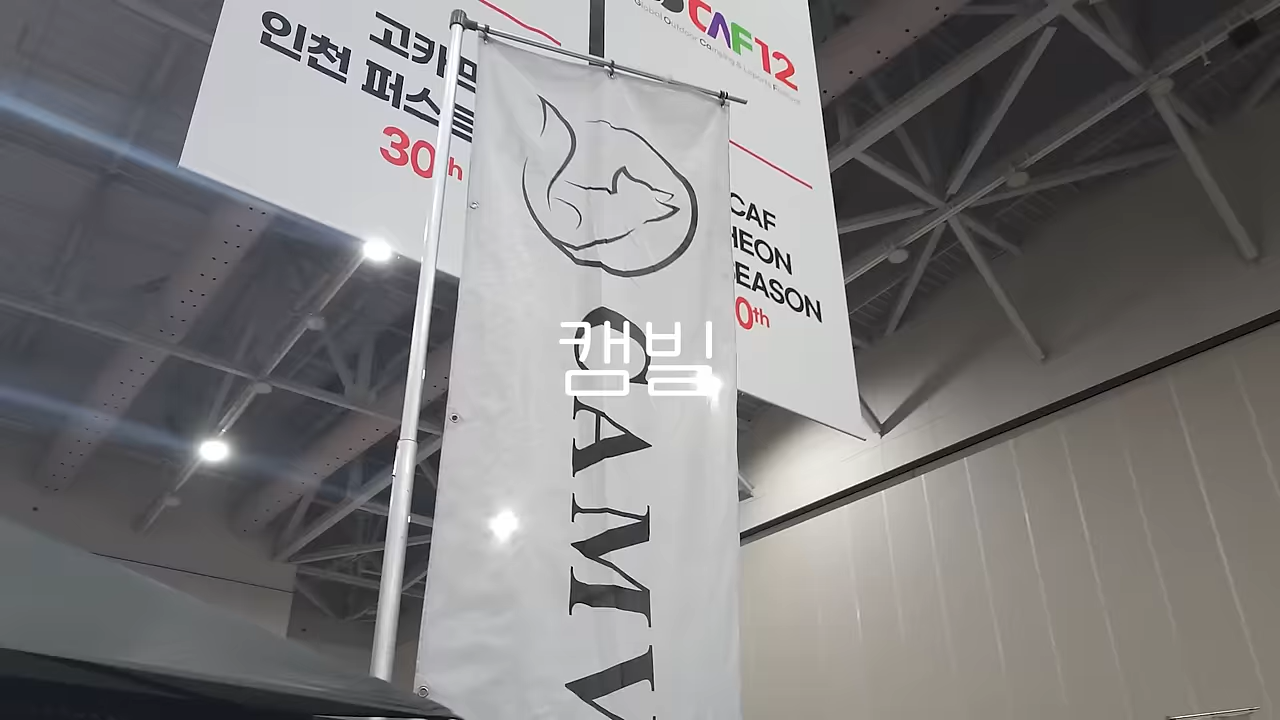 고카프
인천 퍼스트
30th
CAF12
Global Outdoor Camping & Leports Festival
CAF
HEON
SEASON
0th
캠빌
CAMV